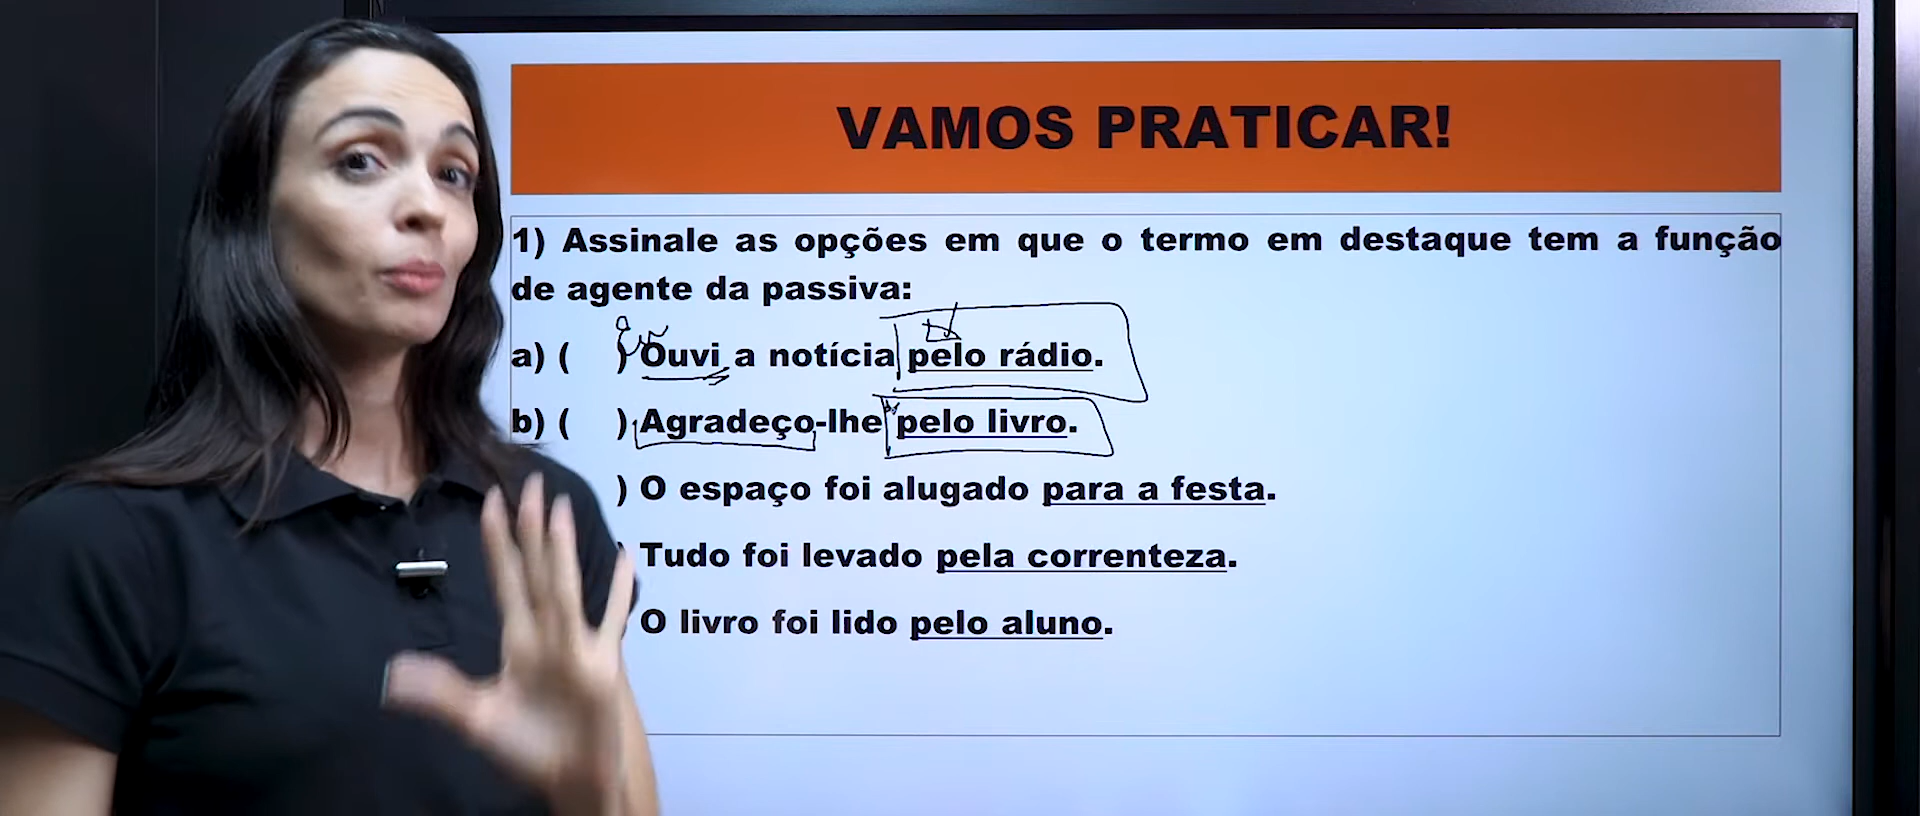 VAMOS PRATICAR!
1) Assinale as opções em que o termo em destaque tem a função
de agente da passiva:
a) ( ) Ouvi a notícia pelo rádio.
b) ( ) Agradeço-lhe pelo livro.
) O espaço foi alugado para a festa.
) Tudo foi levado pela correnteza.
) O livro foi lido pelo aluno.